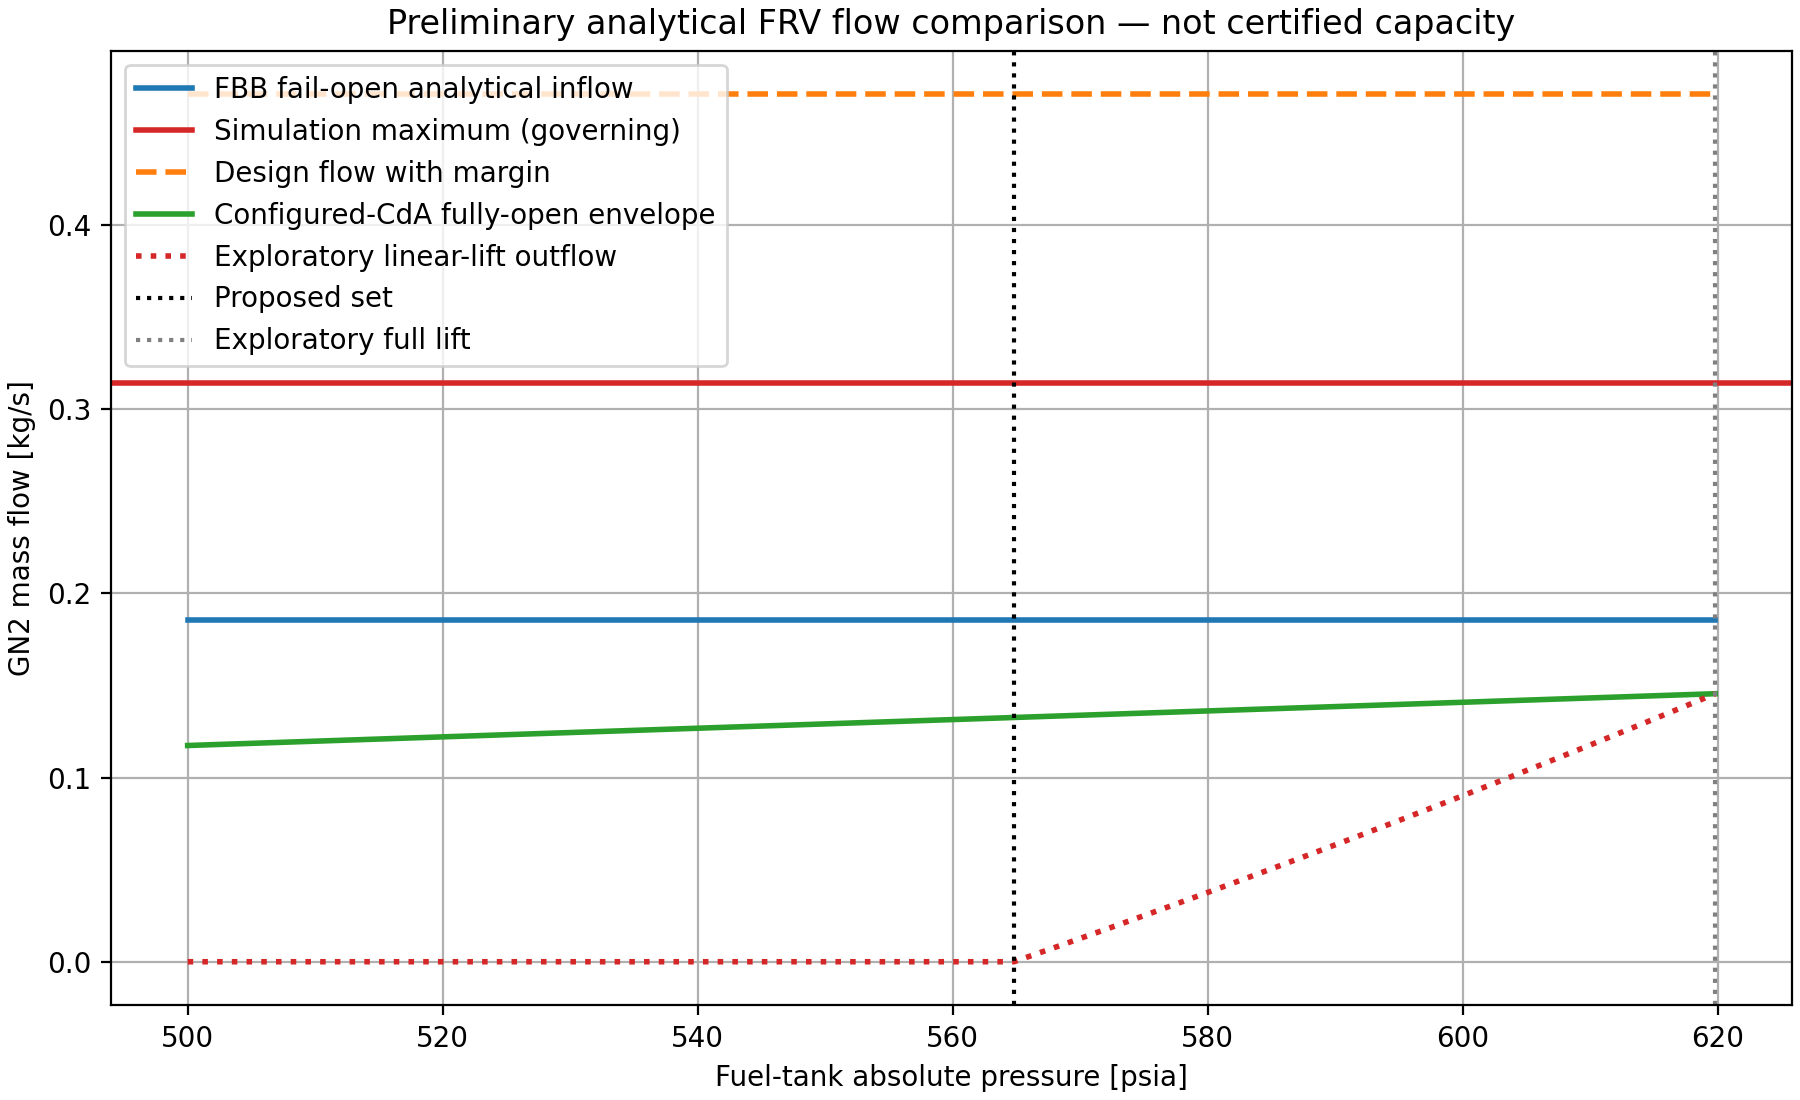 Preliminary analytical FRV flow comparison — not certified capacity
FBB fail-open analytical inflow
Simulation maximum (governing)
Design flow with margin
Configured-CdA fully-open envelope
Exploratory linear-lift outflow
Proposed set
Exploratory full lift
GN2 mass flow [kg/s]
0.4
0.3
0.2
0.1
0.0
500 520 540 560 580 600 620
Fuel-tank absolute pressure [psia]